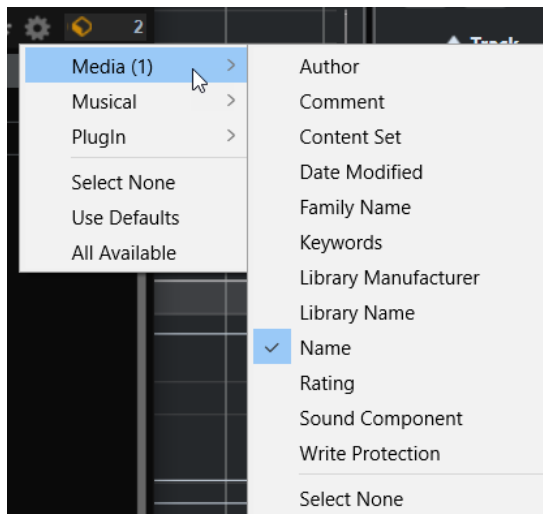 2
Track
Media (1)
Musical
PlugIn
Select None
Use Defaults
All Available
Author
Comment
Content Set
Date Modified
Family Name
Keywords
Library Manufacturer
Library Name
Name
Rating
Sound Component
Write Protection
Select None